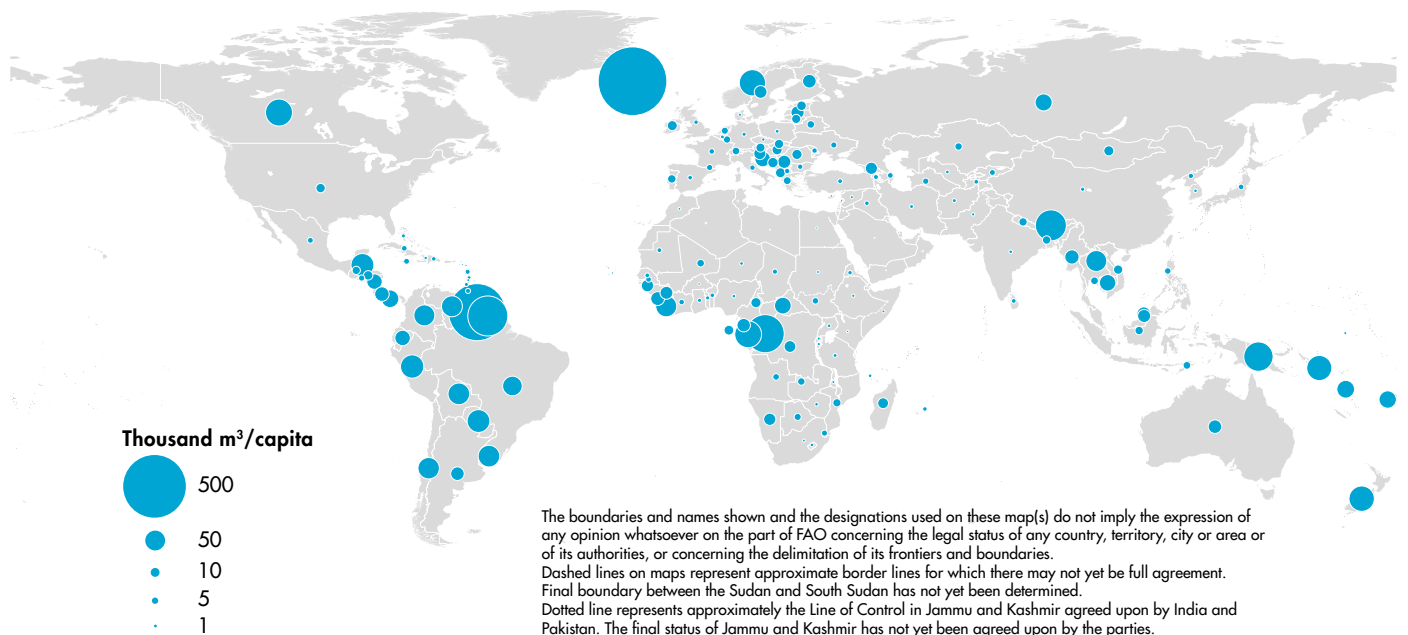 Thousand m³/capita
500
50
10
5
1
The boundaries and names shown and the designations used on these map(s) do not imply the expression of
any opinion whatsoever on the part of FAO concerning the legal status of any country, territory, city or area or
of its authorities, or concerning the delimitation of its frontiers and boundaries.
Dashed lines on maps represent approximate border lines for which there may not yet be full agreement.
Final boundary between the Sudan and South Sudan has not yet been determined.
Dotted line represents approximately the Line of Control in Jammu and Kashmir agreed upon by India and
Pakistan. The final status of Jammu and Kashmir has not yet been agreed upon by the parties.